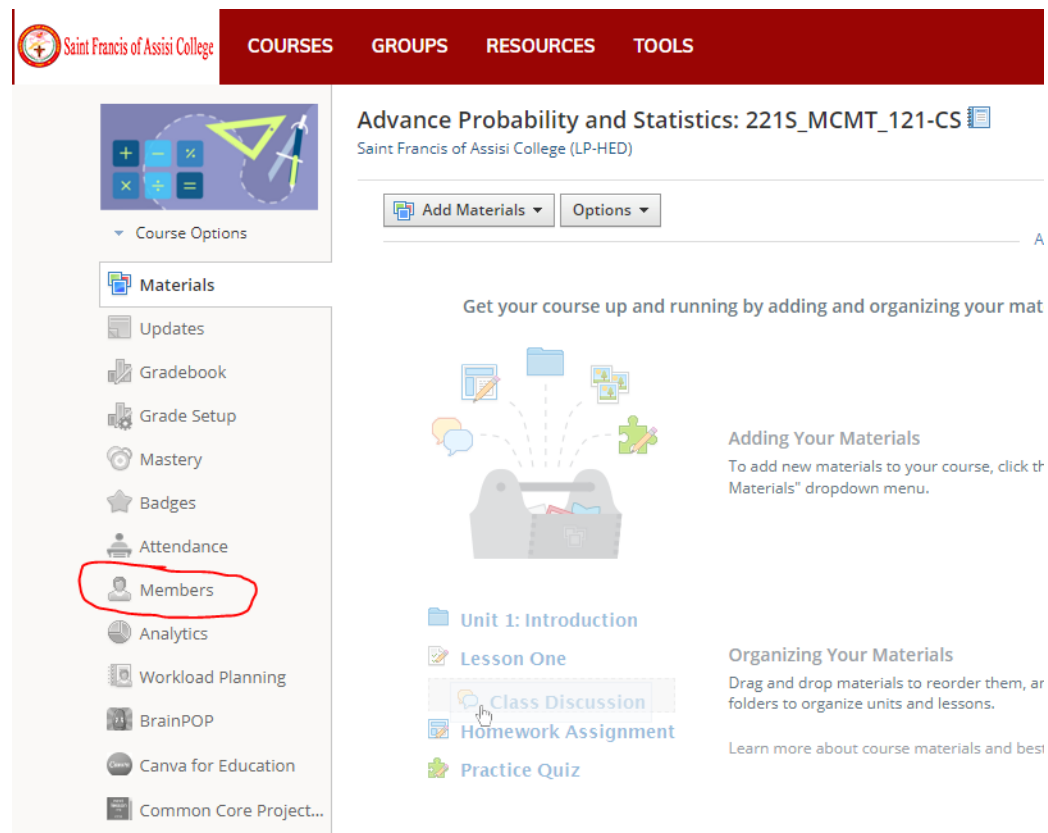 Saint Francis of Assisi College
COURSES GROUPS RESOURCES TOOLS
Advance Probability and Statistics: 221S_MCMT_121-CS
Saint Francis of Assisi College (LP-HED)
Add Materials Options
A
Course Options
Materials
Updates
Gradebook
Grade Setup
Mastery
Badges
Attendance
Members
Analytics
Workload Planning
BrainPOP
Canva for Education
Common Core Project...
Get your course up and running by adding and organizing your mat
Adding Your Materials
To add new materials to your course, click th
Materials" dropdown menu.
Unit 1: Introduction
Lesson One
Class Discussion
Homework Assignment
Practice Quiz
Organizing Your Materials
Drag and drop materials to reorder them, ar
folders to organize units and lessons.
Learn more about course materials and best